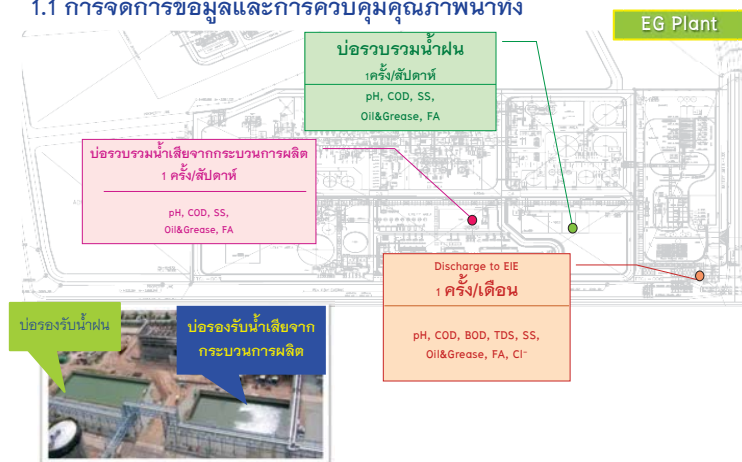 1.1 การจัดการข้อมูลและการควบคุมคุณภาพน้ำทิ้ง
EG Plant
บ่อรวบรวมน้ำฝน
1ครั้ง/สัปดาห์
pH, COD, SS,
Oil&Grease, FA
บ่อรวบรวมน้ำเสียจากกระบวนการผลิต
1 ครั้ง/สัปดาห์
pH, COD, SS,
Oil&Grease, FA
Discharge to EIE
1 ครั้ง/เดือน
pH, COD, BOD, TDS, SS,
Oil&Grease, FA, Cl⁻
บ่อรองรับน้ำฝน
บ่อรองรับน้ำเสียจาก
กระบวนการผลิต